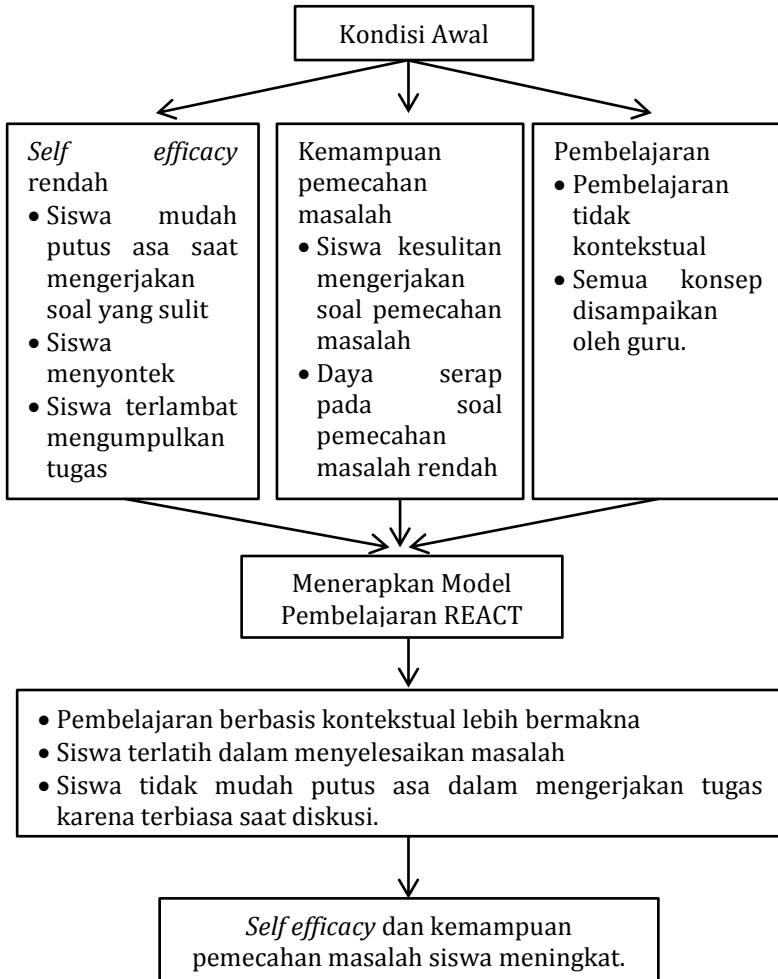 Kondisi Awal
Self efficacy
rendah
• Siswa mudah
putus asa saat
mengerjakan
soal yang sulit
• Siswa
menyontek
• Siswa terlambat
mengumpulkan
tugas
Kemampuan
pemecahan
masalah
• Siswa kesulitan
mengerjakan
soal pemecahan
masalah
• Daya serap
pada soal
pemecahan
masalah rendah
Pembelajaran
• Pembelajaran
tidak
kontekstual
• Semua konsep
disampaikan
oleh guru.
Menerapkan Model
Pembelajaran REACT
• Pembelajaran berbasis kontekstual lebih bermakna
• Siswa terlatih dalam menyelesaikan masalah
• Siswa tidak mudah putus asa dalam mengerjakan tugas
karena terbiasa saat diskusi.
Self efficacy dan kemampuan
pemecahan masalah siswa meningkat.